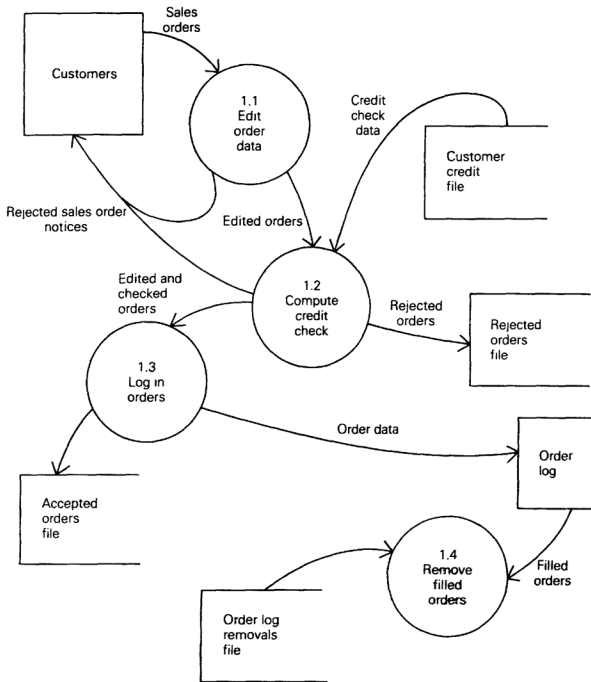 Sales
orders
Customers
1.1
Edit
order
data
Credit
check
data
Customer
credit
file
Rejected sales order
notices
Edited orders
1.2
Compute
credit
check
Edited and
checked
orders
Rejected
orders
Rejected
orders
file
1.3
Log in
orders
Order data
Order
log
Accepted
orders
file
1.4
Remove
filled
orders
Filled
orders
Order log
removals
file